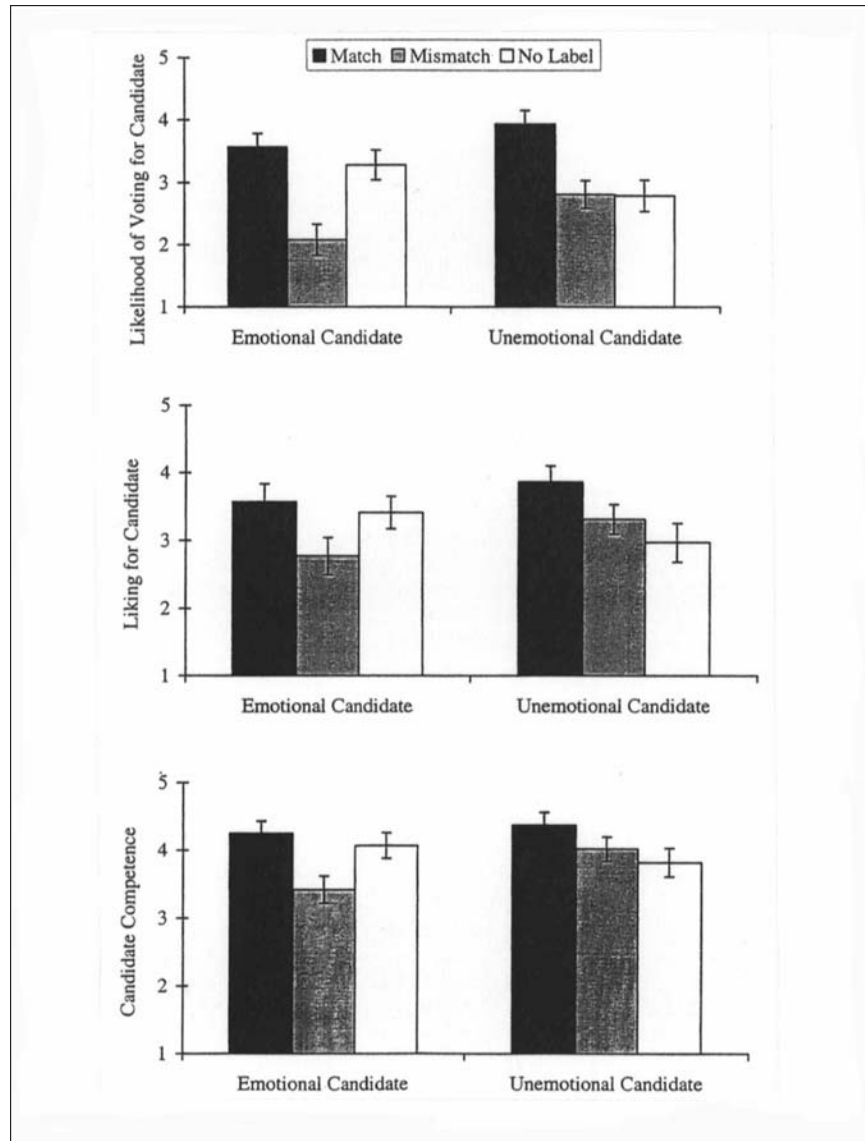 Match Mismatch No Label
Likelihood of Voting for Candidate
5
4
3
2
1
Emotional Candidate Unemotional Candidate
Liking for Candidate
5
4
3
2
1
Emotional Candidate Unemotional Candidate
Candidate Competence
5
4
3
2
1
Emotional Candidate Unemotional Candidate